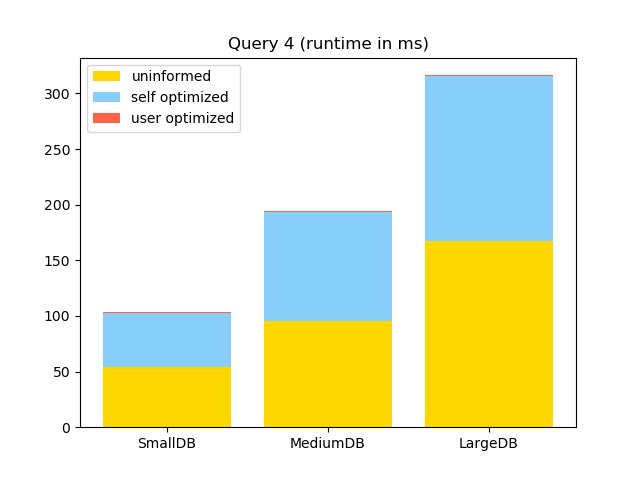 Query 4 (runtime in ms)
uninformed
self optimized
user optimized
300
250
200
150
100
50
0
SmallDB
MediumDB
LargeDB